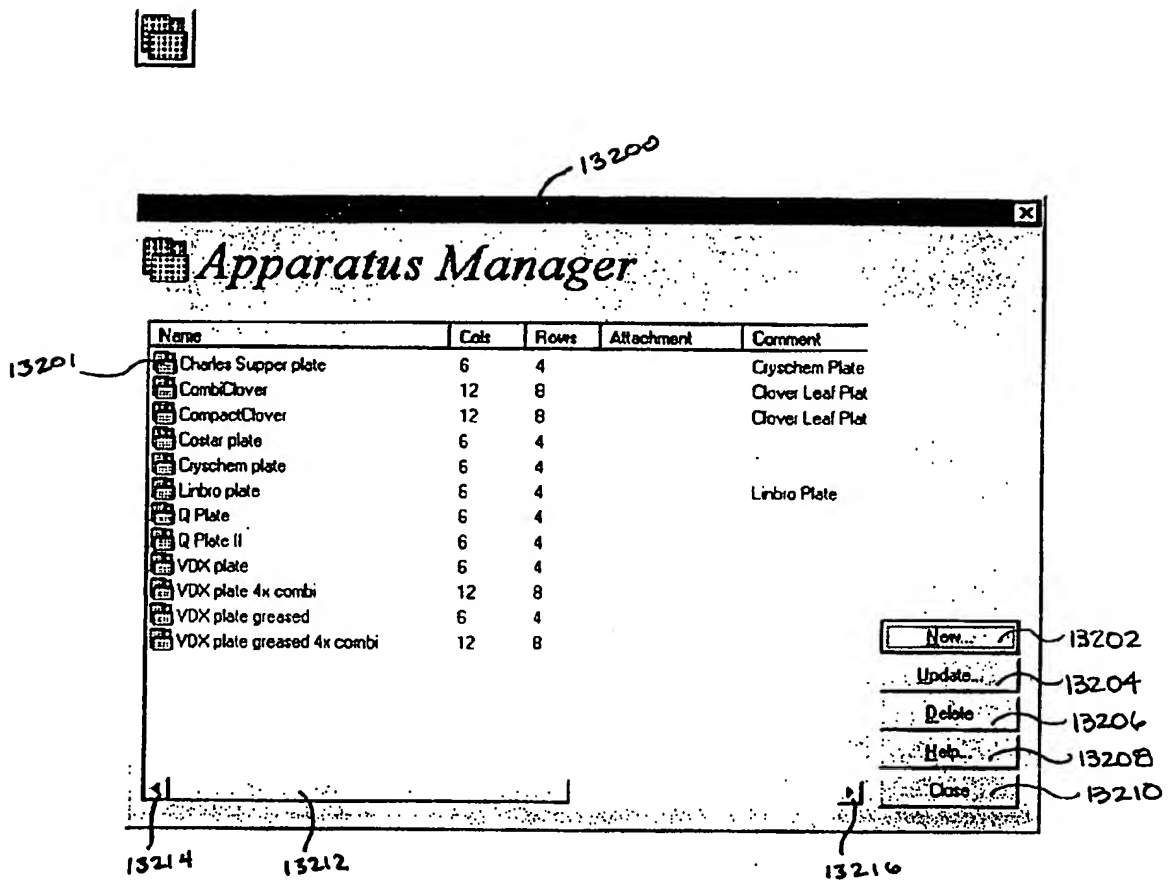 13200
Apparatus Manager
Name Cols Rows Attachment Comment
13201
Charles Supper plate 6 4 Cryschem Plate
CombiClover 12 8 Clover Leaf Plat
CompactClover 12 8 Clover Leaf Plat
Costar plate 6 4
Cryschem plate 6 4
Linbro plate 6 4 Linbro Plate
Q Plate 6 4
Q Plate II 6 4
VDX plate 6 4
VDX plate 4x combi 12 8
VDX plate greased 6 4
VDX plate greased 4x combi 12 8
New... 13202
Update... 13204
Delete 13206
Help... 13208
Close 13210
13214 13212 13216